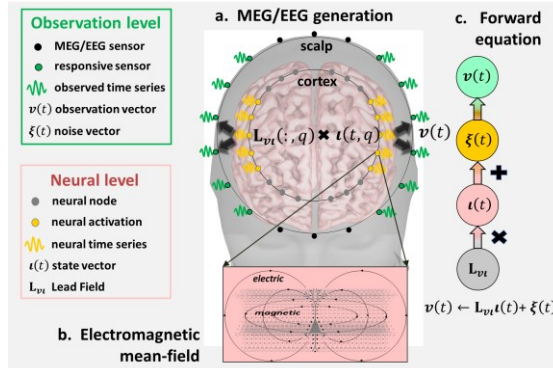 Observation level
MEG/EEG sensor
responsive sensor
observed time series
v(t) observation vector
ξ(t) noise vector
Neural level
neural node
neural activation
neural time series
ι(t) state vector
L_vι Lead Field
a. MEG/EEG generation
scalp
cortex
L_vι(:, q) ✖ ι(t, q)
v(t)
electric
magnetic
b. Electromagnetic
mean-field
c. Forward
equation
v(t)
ξ(t)
+
ι(t)
×
L_vι
v(t) ← L_vι ι(t)+ ξ(t)